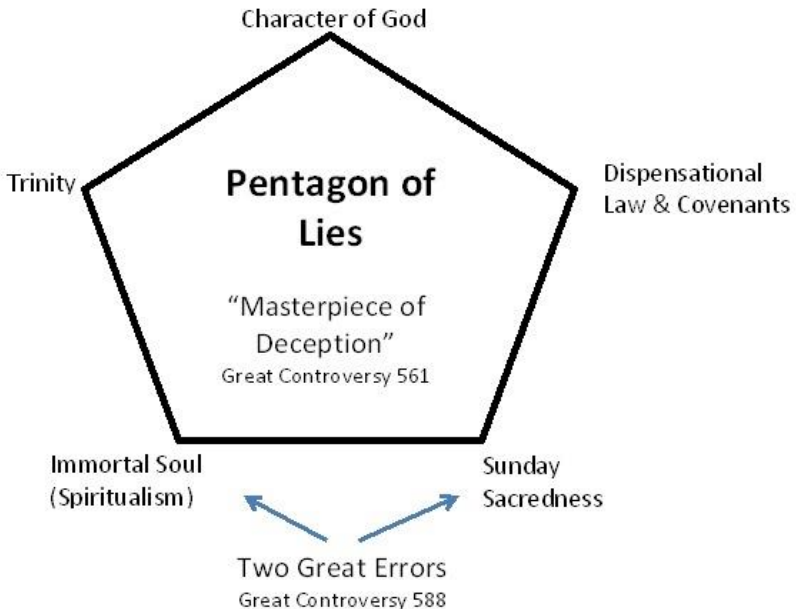 Character of God
Trinity
Dispensational
Law & Covenants
Pentagon of
Lies
“Masterpiece of
Deception”
Great Controversy 561
Immortal Soul
(Spiritualism)
Sunday
Sacredness
Two Great Errors
Great Controversy 588